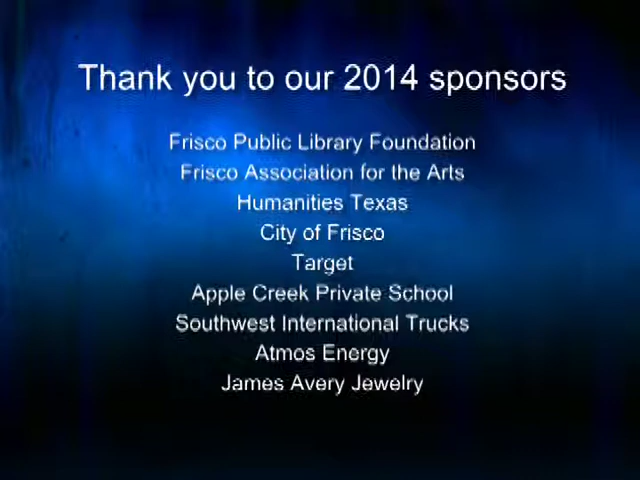 Thank you to our 2014 sponsors
Frisco Public Library Foundation
Frisco Association for the Arts
Humanities Texas
City of Frisco
Target
Apple Creek Private School
Southwest International Trucks
Atmos Energy
James Avery Jewelry